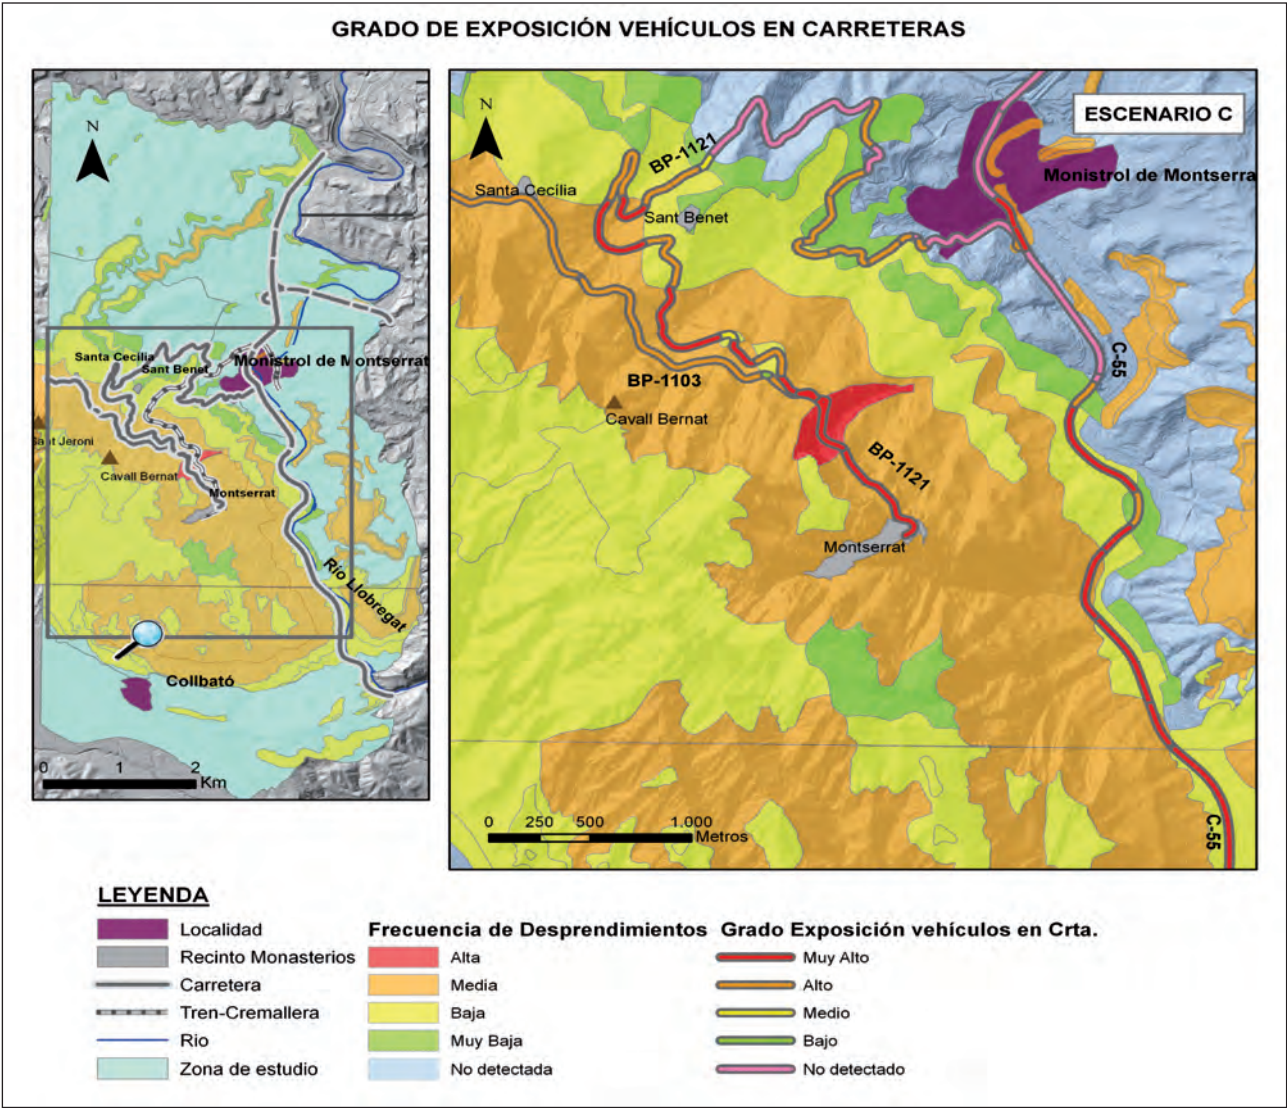 GRADO DE EXPOSICIÓN VEHÍCULOS EN CARRETERAS
N
Santa Cecilia
Sant Benet
Monistrol de Montserrat
Sant Jeroni
Cavall Bernat
Montserrat
Río Llobregat
Collbató
0 1 2
Km
N
ESCENARIO C
BP-1121
Santa Cecilia
Sant Benet
Monistrol de Montserra
C-55
BP-1103
Cavall Bernat
BP-1121
Montserrat
0 250 500 1.000
Metros
C-55
LEYENDA
Localidad
Recinto Monasterios
Carretera
Tren-Cremallera
Rio
Zona de estudio
Frecuencia de Desprendimientos
Alta
Media
Baja
Muy Baja
No detectada
Grado Exposición vehículos en Crta.
Muy Alto
Alto
Medio
Bajo
No detectado